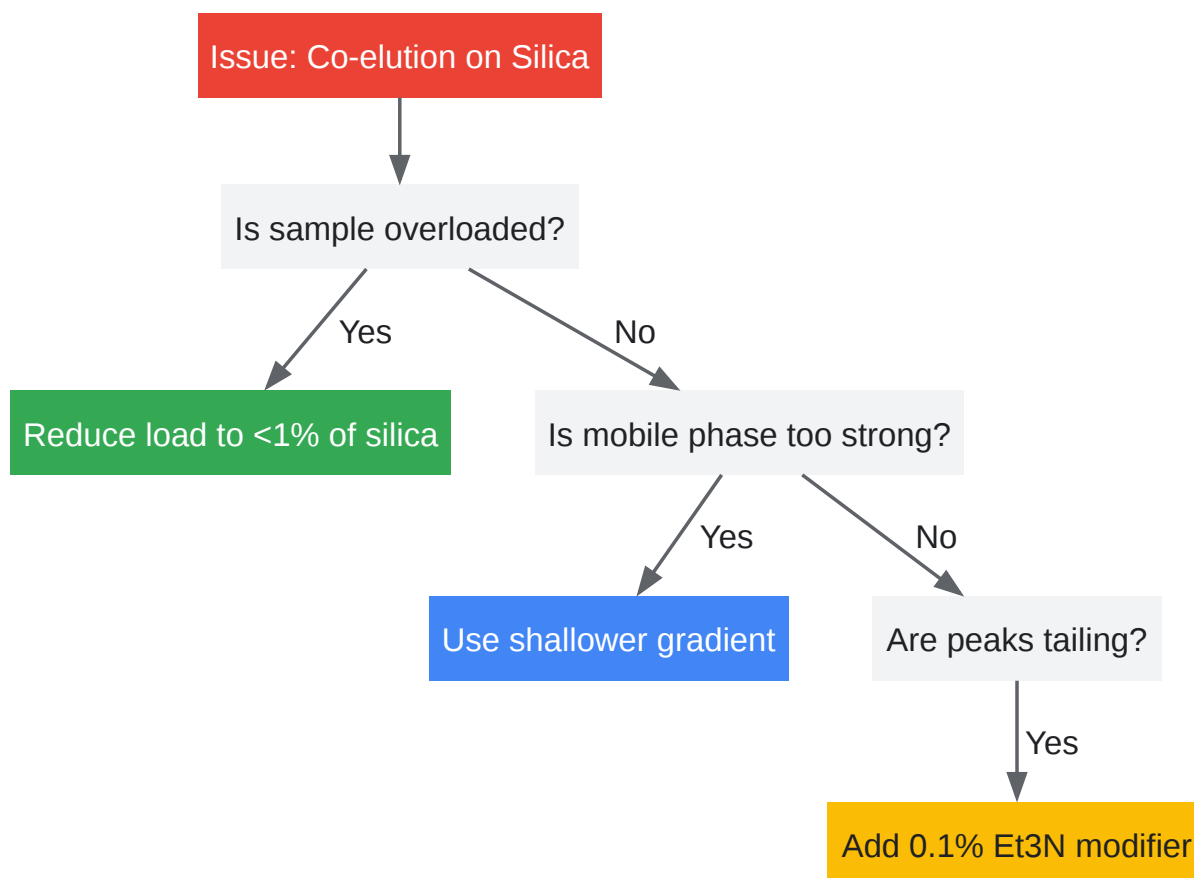 Issue: Co-elution on Silica
Is sample overloaded?
Yes
No
Reduce load to <1% of silica
Is mobile phase too strong?
Yes
No
Use shallower gradient
Are peaks tailing?
Yes
Add 0.1% Et3N modifier